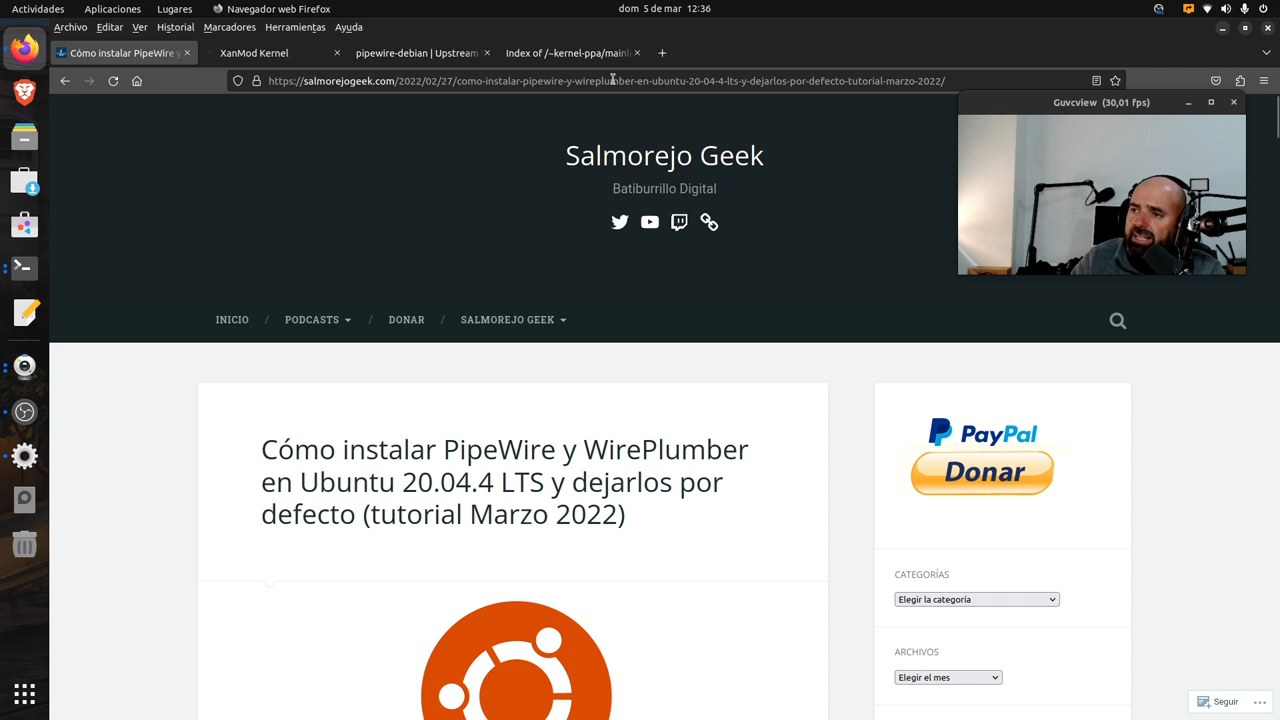 Actividades Aplicaciones Lugares Navegador web Firefox dom 5 de mar 12:36
Archivo Editar Ver Historial Marcadores Herramientas Ayuda
Cómo instalar PipeWire y XanMod Kernel pipewire-debian | Upstream Index of /~kernel-ppa/mainl
https://salmorejogeek.com/2022/02/27/como-instalar-pipewire-y-wireplumber-en-ubuntu-20-04-4-lts-y-dejarlos-por-defecto-tutorial-marzo-2022/
Guvcview (30,01 fps)
Salmorejo Geek
Batiburrillo Digital
INICIO / PODCASTS / DONAR / SALMOREJO GEEK
Cómo instalar PipeWire y WirePlumber
en Ubuntu 20.04.4 LTS y dejarlos por
defecto (tutorial Marzo 2022)
PayPal
Donar
CATEGORÍAS
Elegir la categoría
ARCHIVOS
Elegir el mes
Seguir